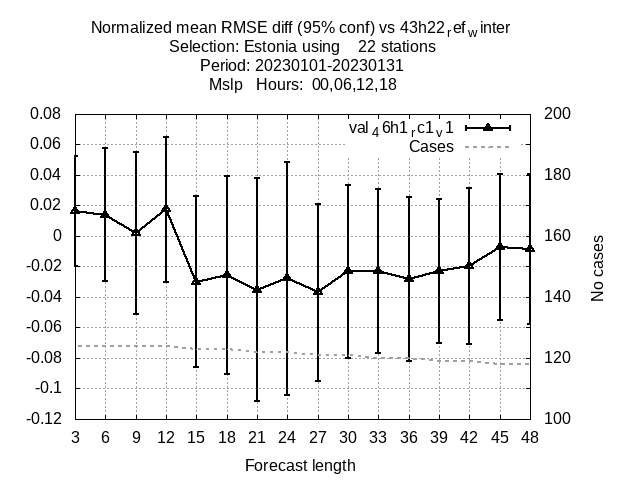 Normalized mean RMSE diff (95% conf) vs 43h22refwinter
Selection: Estonia using 22 stations
Period: 20230101-20230131
Mslp Hours: 00,06,12,18
0.08 200
val46h1rc1v1
0.06
Cases
0.04 180
0.02
0 160
-0.02
No cases
-0.04 140
-0.06
-0.08 120
-0.1
-0.12 100
3 6 9 12 15 18 21 24 27 30 33 36 39 42 45 48
Forecast length